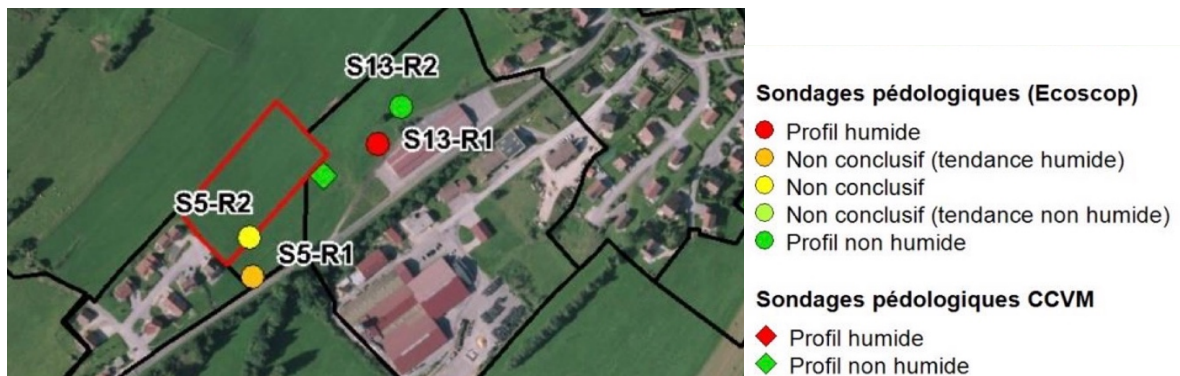 S13-R2
S13-R1
S5-R2
S5-R1
Sondages pédologiques (Ecoscop)
Profil humide
Non conclusif (tendance humide)
Non conclusif
Non conclusif (tendance non humide)
Profil non humide
Sondages pédologiques CCVM
Profil humide
Profil non humide